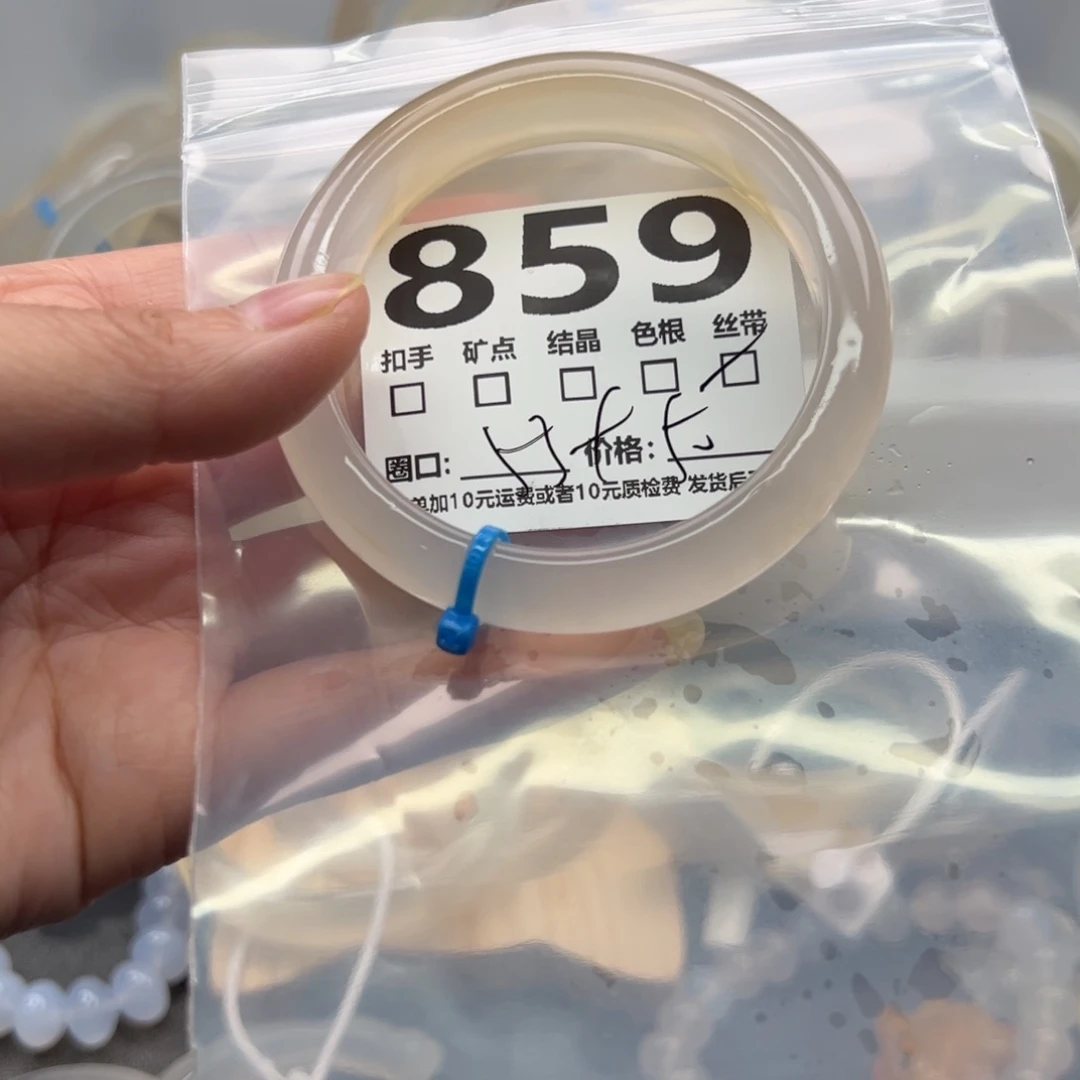 859
扣手 矿点 结晶 色根 丝带
圈口: 价格:
单加10元运费或者10元质检费 发货后